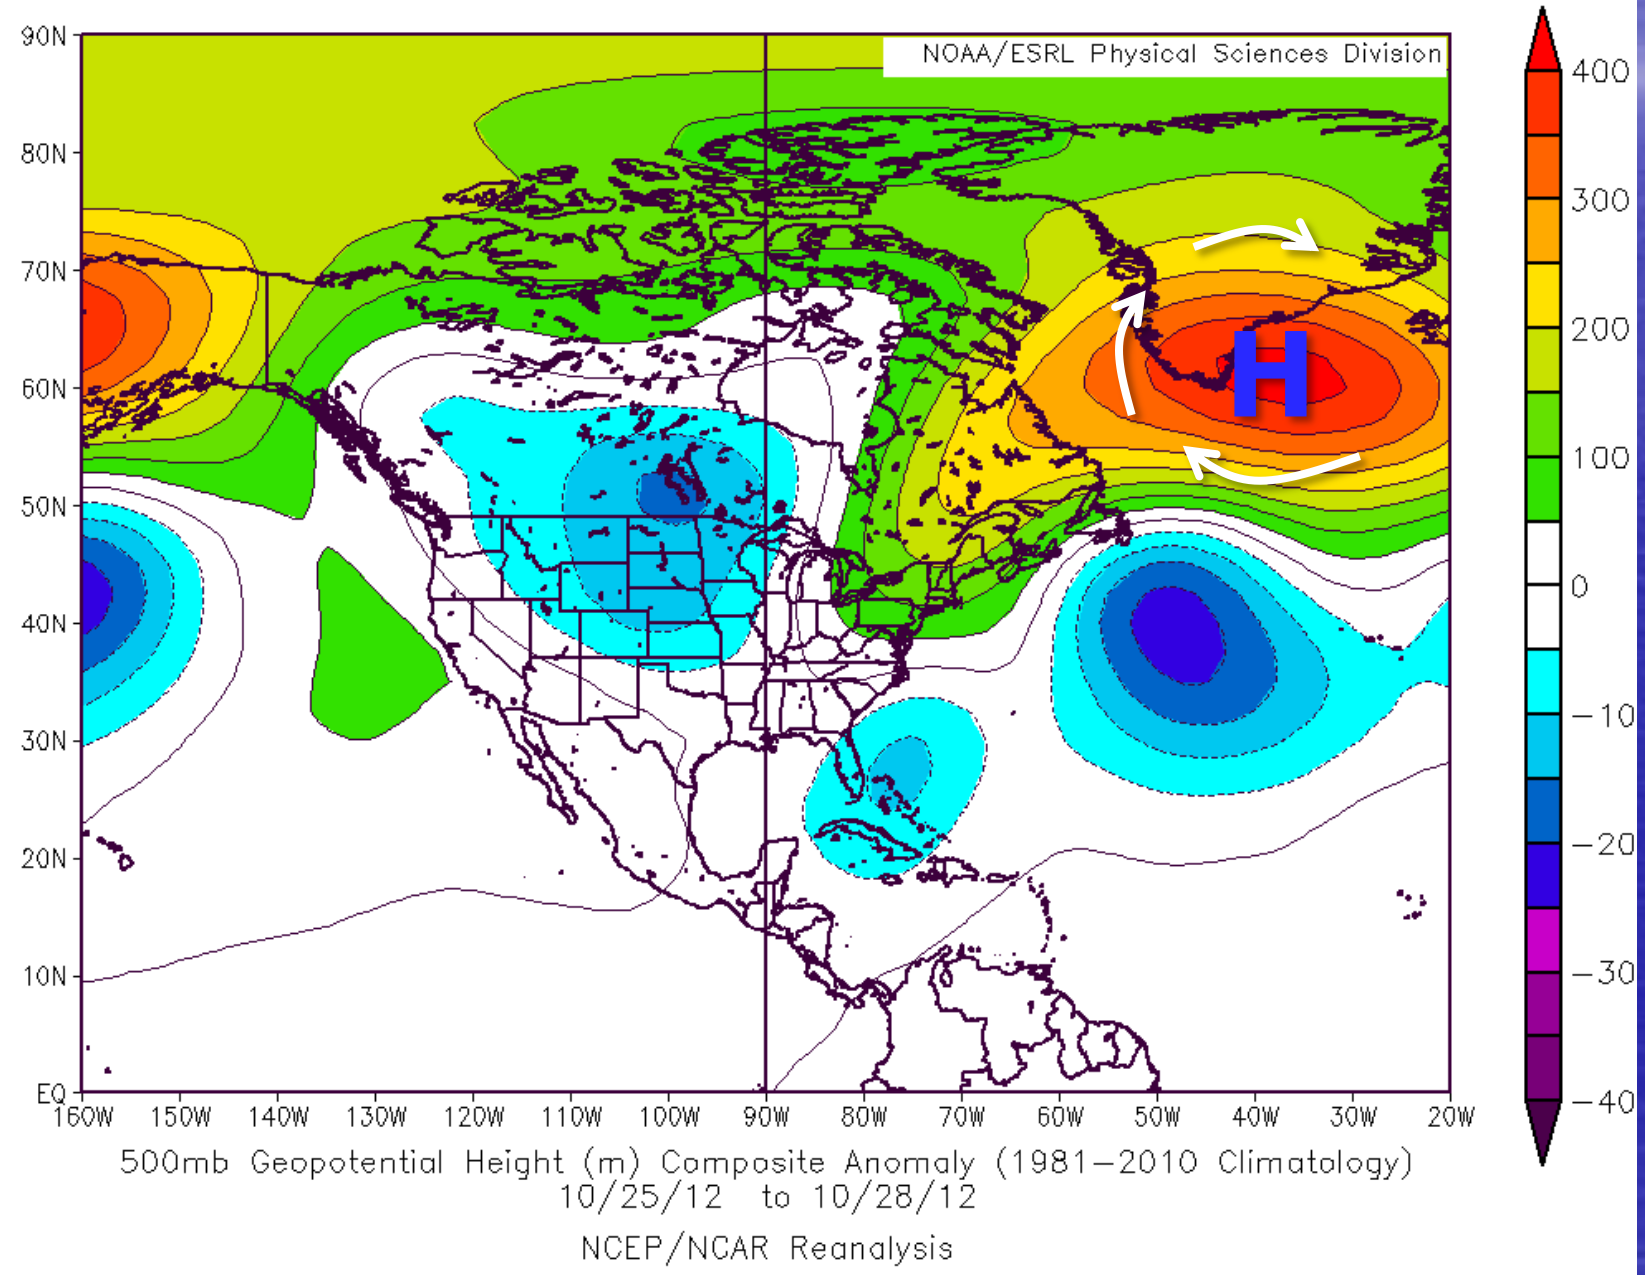 NOAA/ESRL Physical Sciences Division
90N
80N
70N
60N
50N
40N
30N
20N
10N
EQ
H
160W 150W 140W 130W 120W 110W 100W 90W 80W 70W 60W 50W 40W 30W 20W
400
300
200
100
0
−10
−20
−30
−40
500mb Geopotential Height (m) Composite Anomaly (1981−2010 Climatology)
10/25/12 to 10/28/12
NCEP/NCAR Reanalysis